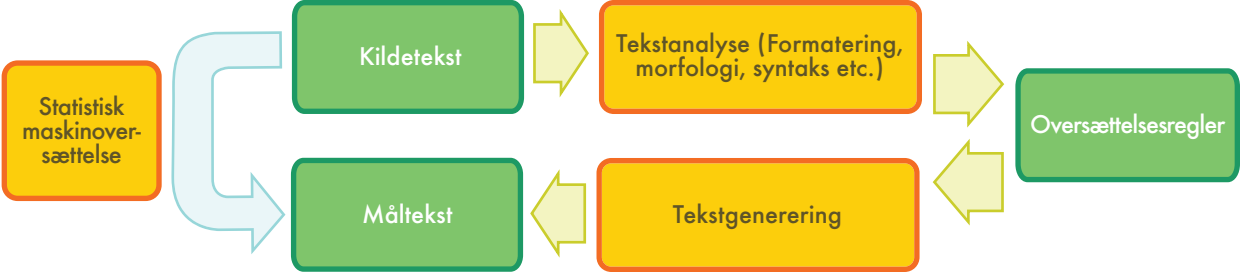 Kildetekst
Tekstanalyse (Formatering,
morfologi, syntaks etc.)
Statistisk
maskinover-
sættelse
Oversættelsesregler
Måltekst
Tekstgenerering